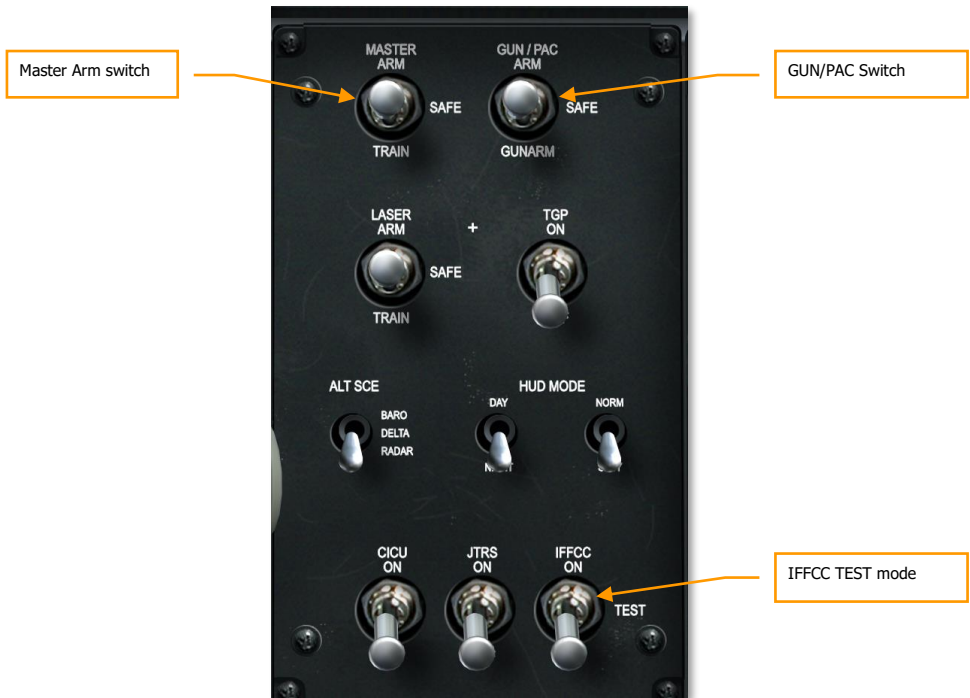 Master Arm switch
GUN/PAC Switch
MASTER
ARM
SAFE
TRAIN
GUN / PAC
ARM
SAFE
GUNARM
LASER
ARM
SAFE
TRAIN
+
TGP
ON
ALT SCE
BARO
DELTA
RADAR
HUD MODE
DAY
NORM
CICU
ON
JTRS
ON
IFFCC
ON
TEST
IFFCC TEST mode